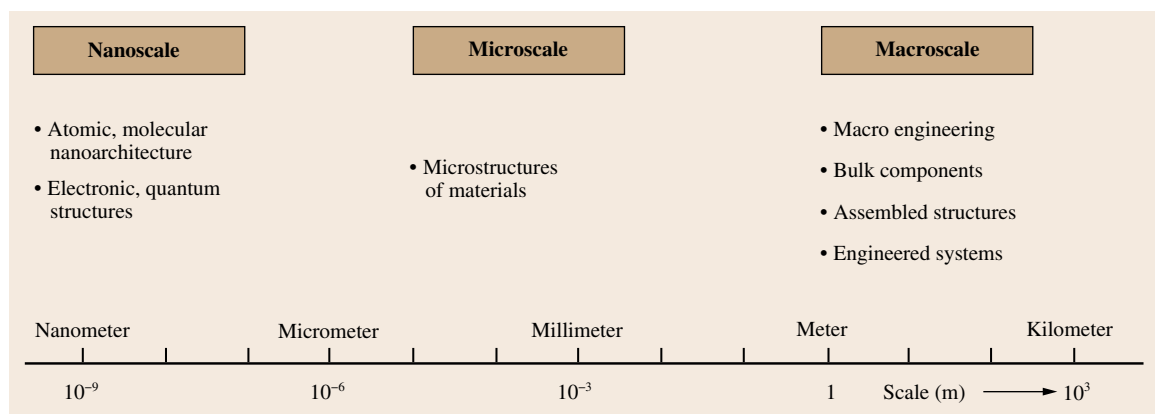 Nanoscale
Microscale
Macroscale
• Atomic, molecular
nanoarchitecture
• Electronic, quantum
structures
• Microstructures
of materials
• Macro engineering
• Bulk components
• Assembled structures
• Engineered systems
Nanometer
Micrometer
Millimeter
Meter
Kilometer
10⁻⁹
10⁻⁶
10⁻³
1
Scale (m)
10³